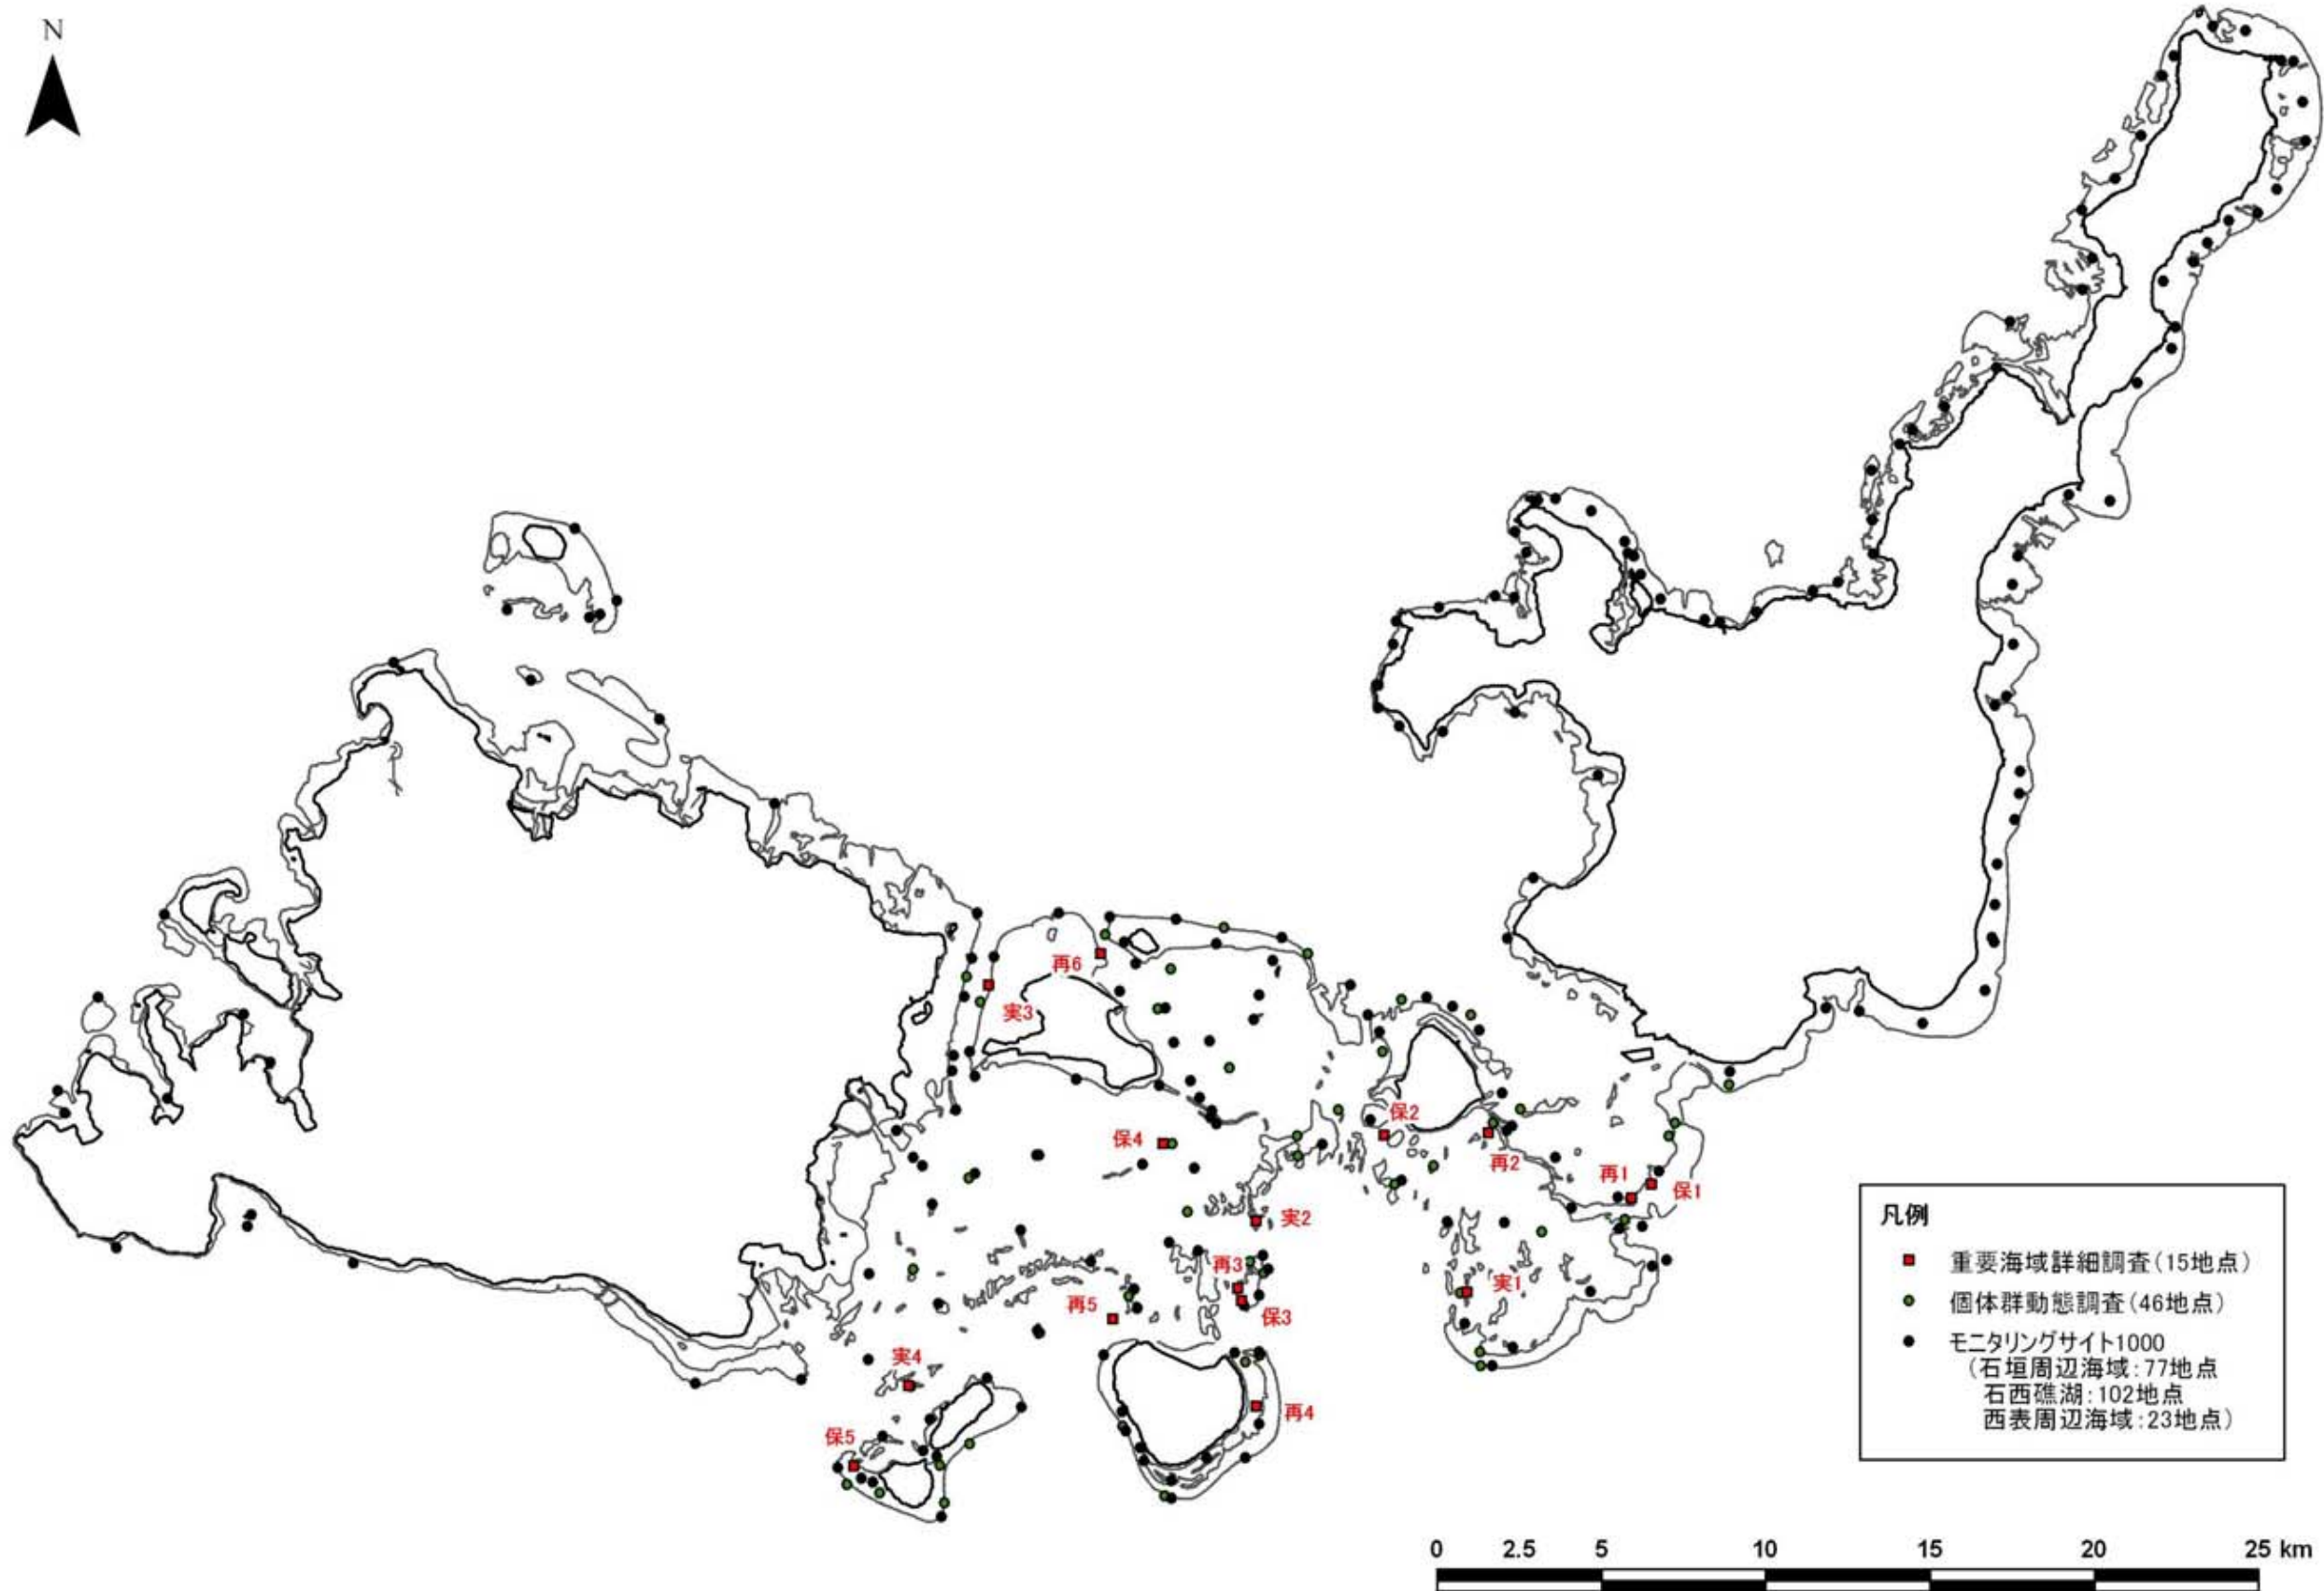 N
再6
実3
保2
保4
再2
再1
保1
実2
再3
実1
再5
保3
実4
再4
保5
凡例
重要海域詳細調査(15地点)
個体群動態調査(46地点)
モニタリングサイト1000
(石垣周辺海域:77地点
石西礁湖:102地点
西表周辺海域:23地点)
0 2.5 5 10 15 20 25 km